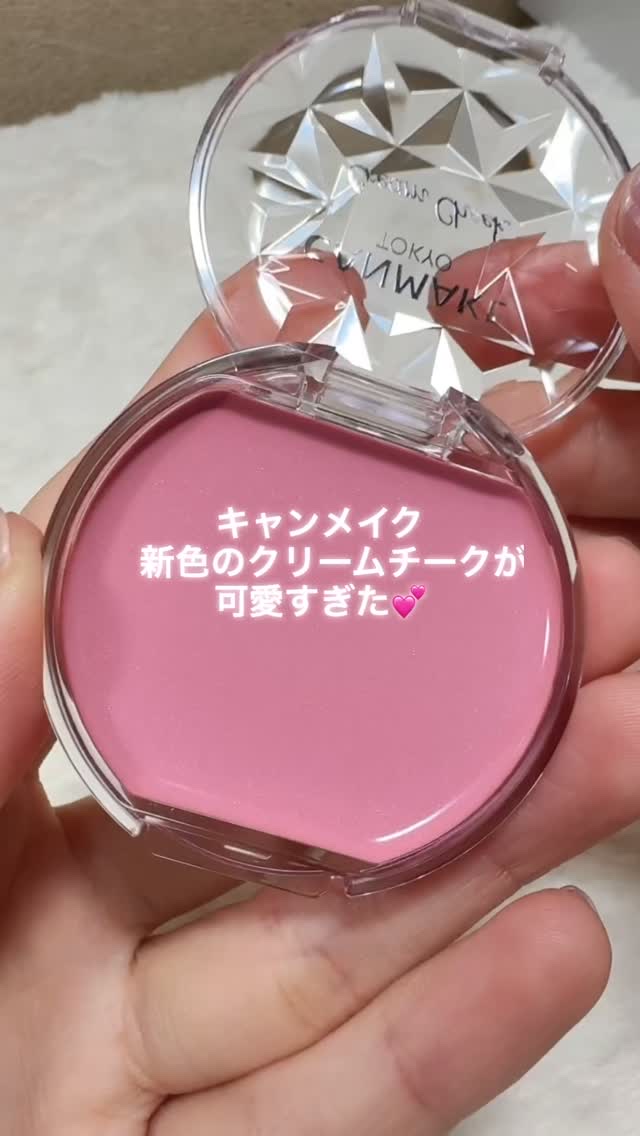 Cream Cheek
TOKYO
CANMAKE
キャンメイク
新色のクリームチークが
可愛すぎた💕